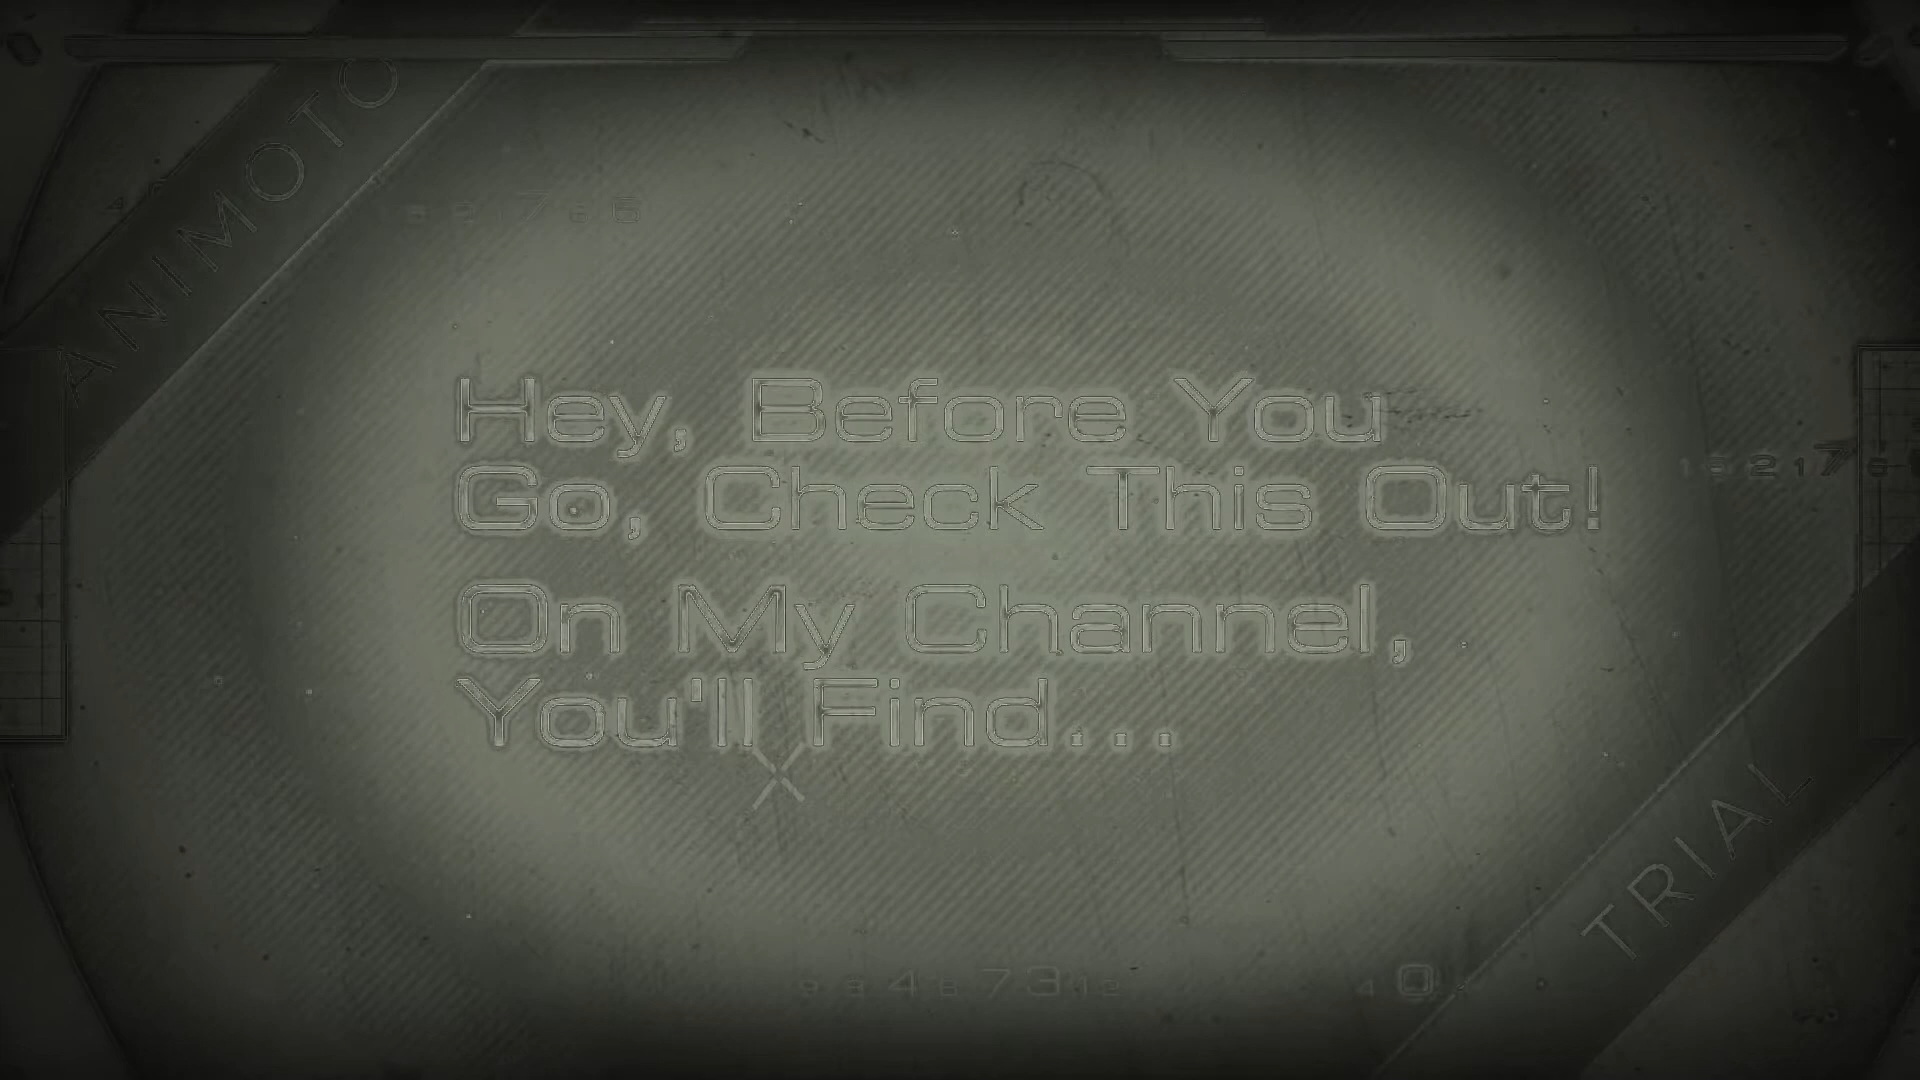 ANIMOTO
Hey, Before You
Go, Check This Out!
On My Channel,
You'll Find...
TRIAL